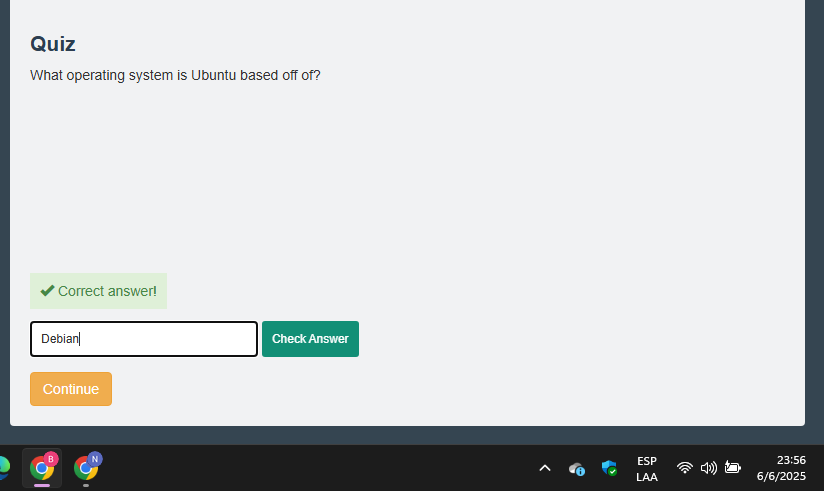 Quiz
What operating system is Ubuntu based off of?
Correct answer!
Debian
Check Answer
Continue
B
N
ESP
LAA
23:56
6/6/2025